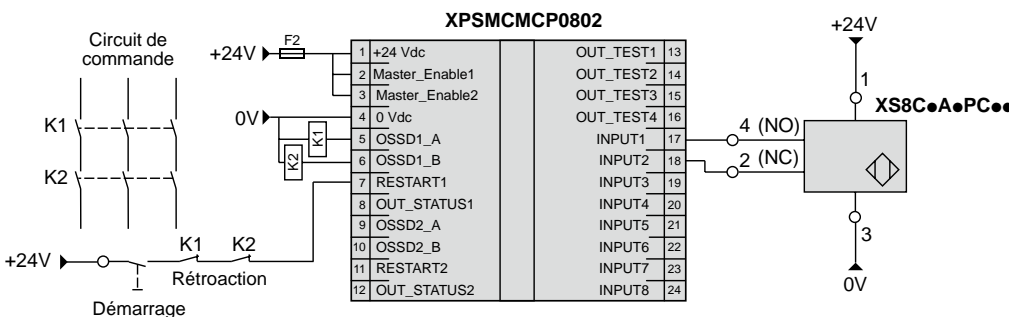 XPSMCMCP0802
Circuit de
commande
K1
K2
+24V
F2
0V
K1
K2
1 +24 Vdc
2 Master_Enable1
3 Master_Enable2
4 0 Vdc
5 OSSD1_A
6 OSSD1_B
7 RESTART1
8 OUT_STATUS1
9 OSSD2_A
10 OSSD2_B
11 RESTART2
12 OUT_STATUS2
OUT_TEST1 13
OUT_TEST2 14
OUT_TEST3 15
OUT_TEST4 16
INPUT1 17
INPUT2 18
INPUT3 19
INPUT4 20
INPUT5 21
INPUT6 22
INPUT7 23
INPUT8 24
+24V
K1 K2
Rétroaction
Démarrage
+24V
1
XS8C●A●PC●●
4 (NO)
2 (NC)
3
0V